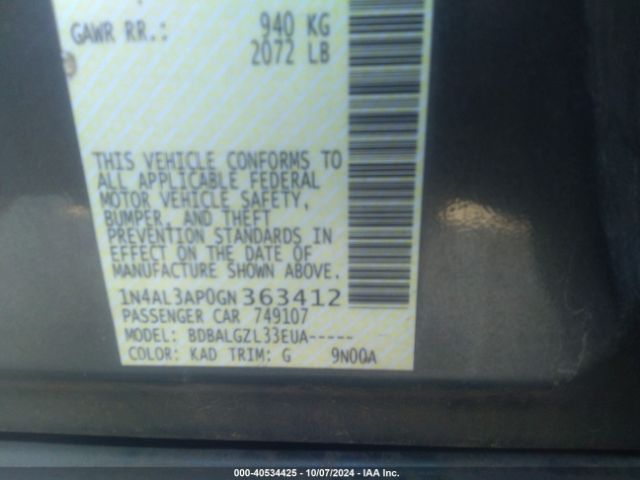 GAWR RR.: 940 KG
2072 LB
THIS VEHICLE CONFORMS TO
ALL APPLICABLE FEDERAL
MOTOR VEHICLE SAFETY,
BUMPER, AND THEFT
PREVENTION STANDARDS IN
EFFECT ON THE DATE OF
MANUFACTURE SHOWN ABOVE.
1N4AL3AP0GN363412
PASSENGER CAR 749107
MODEL: BDBALGZL33EUA-----
COLOR: KAD TRIM: G 9N00A
000-40534425 - 10/07/2024 - IAA Inc.